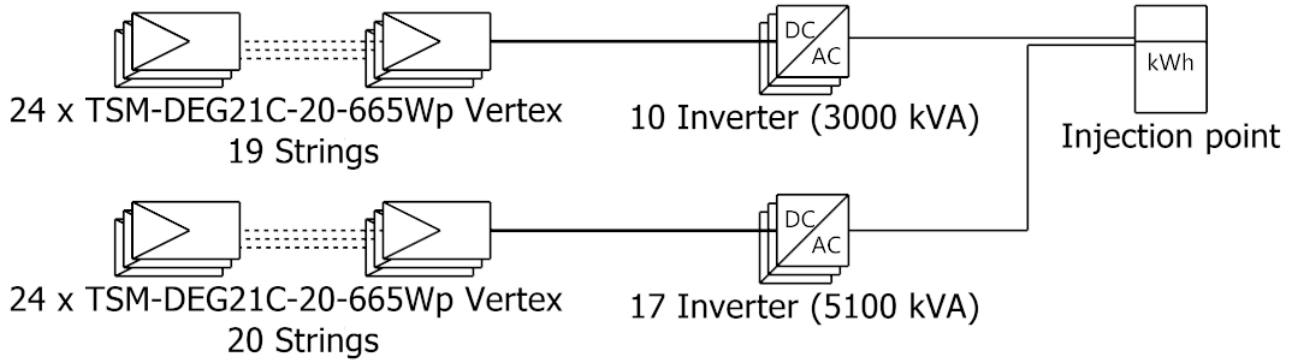 DC
AC
kWh
24 x TSM-DEG21C-20-665Wp Vertex
19 Strings
10 Inverter (3000 kVA)
Injection point
DC
AC
24 x TSM-DEG21C-20-665Wp Vertex
20 Strings
17 Inverter (5100 kVA)